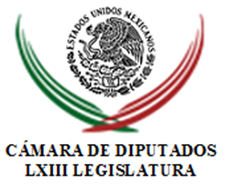 ESTADOS UNIDOS MEXICANOS
CÁMARA DE DIPUTADOS
LXIII LEGISLATURA